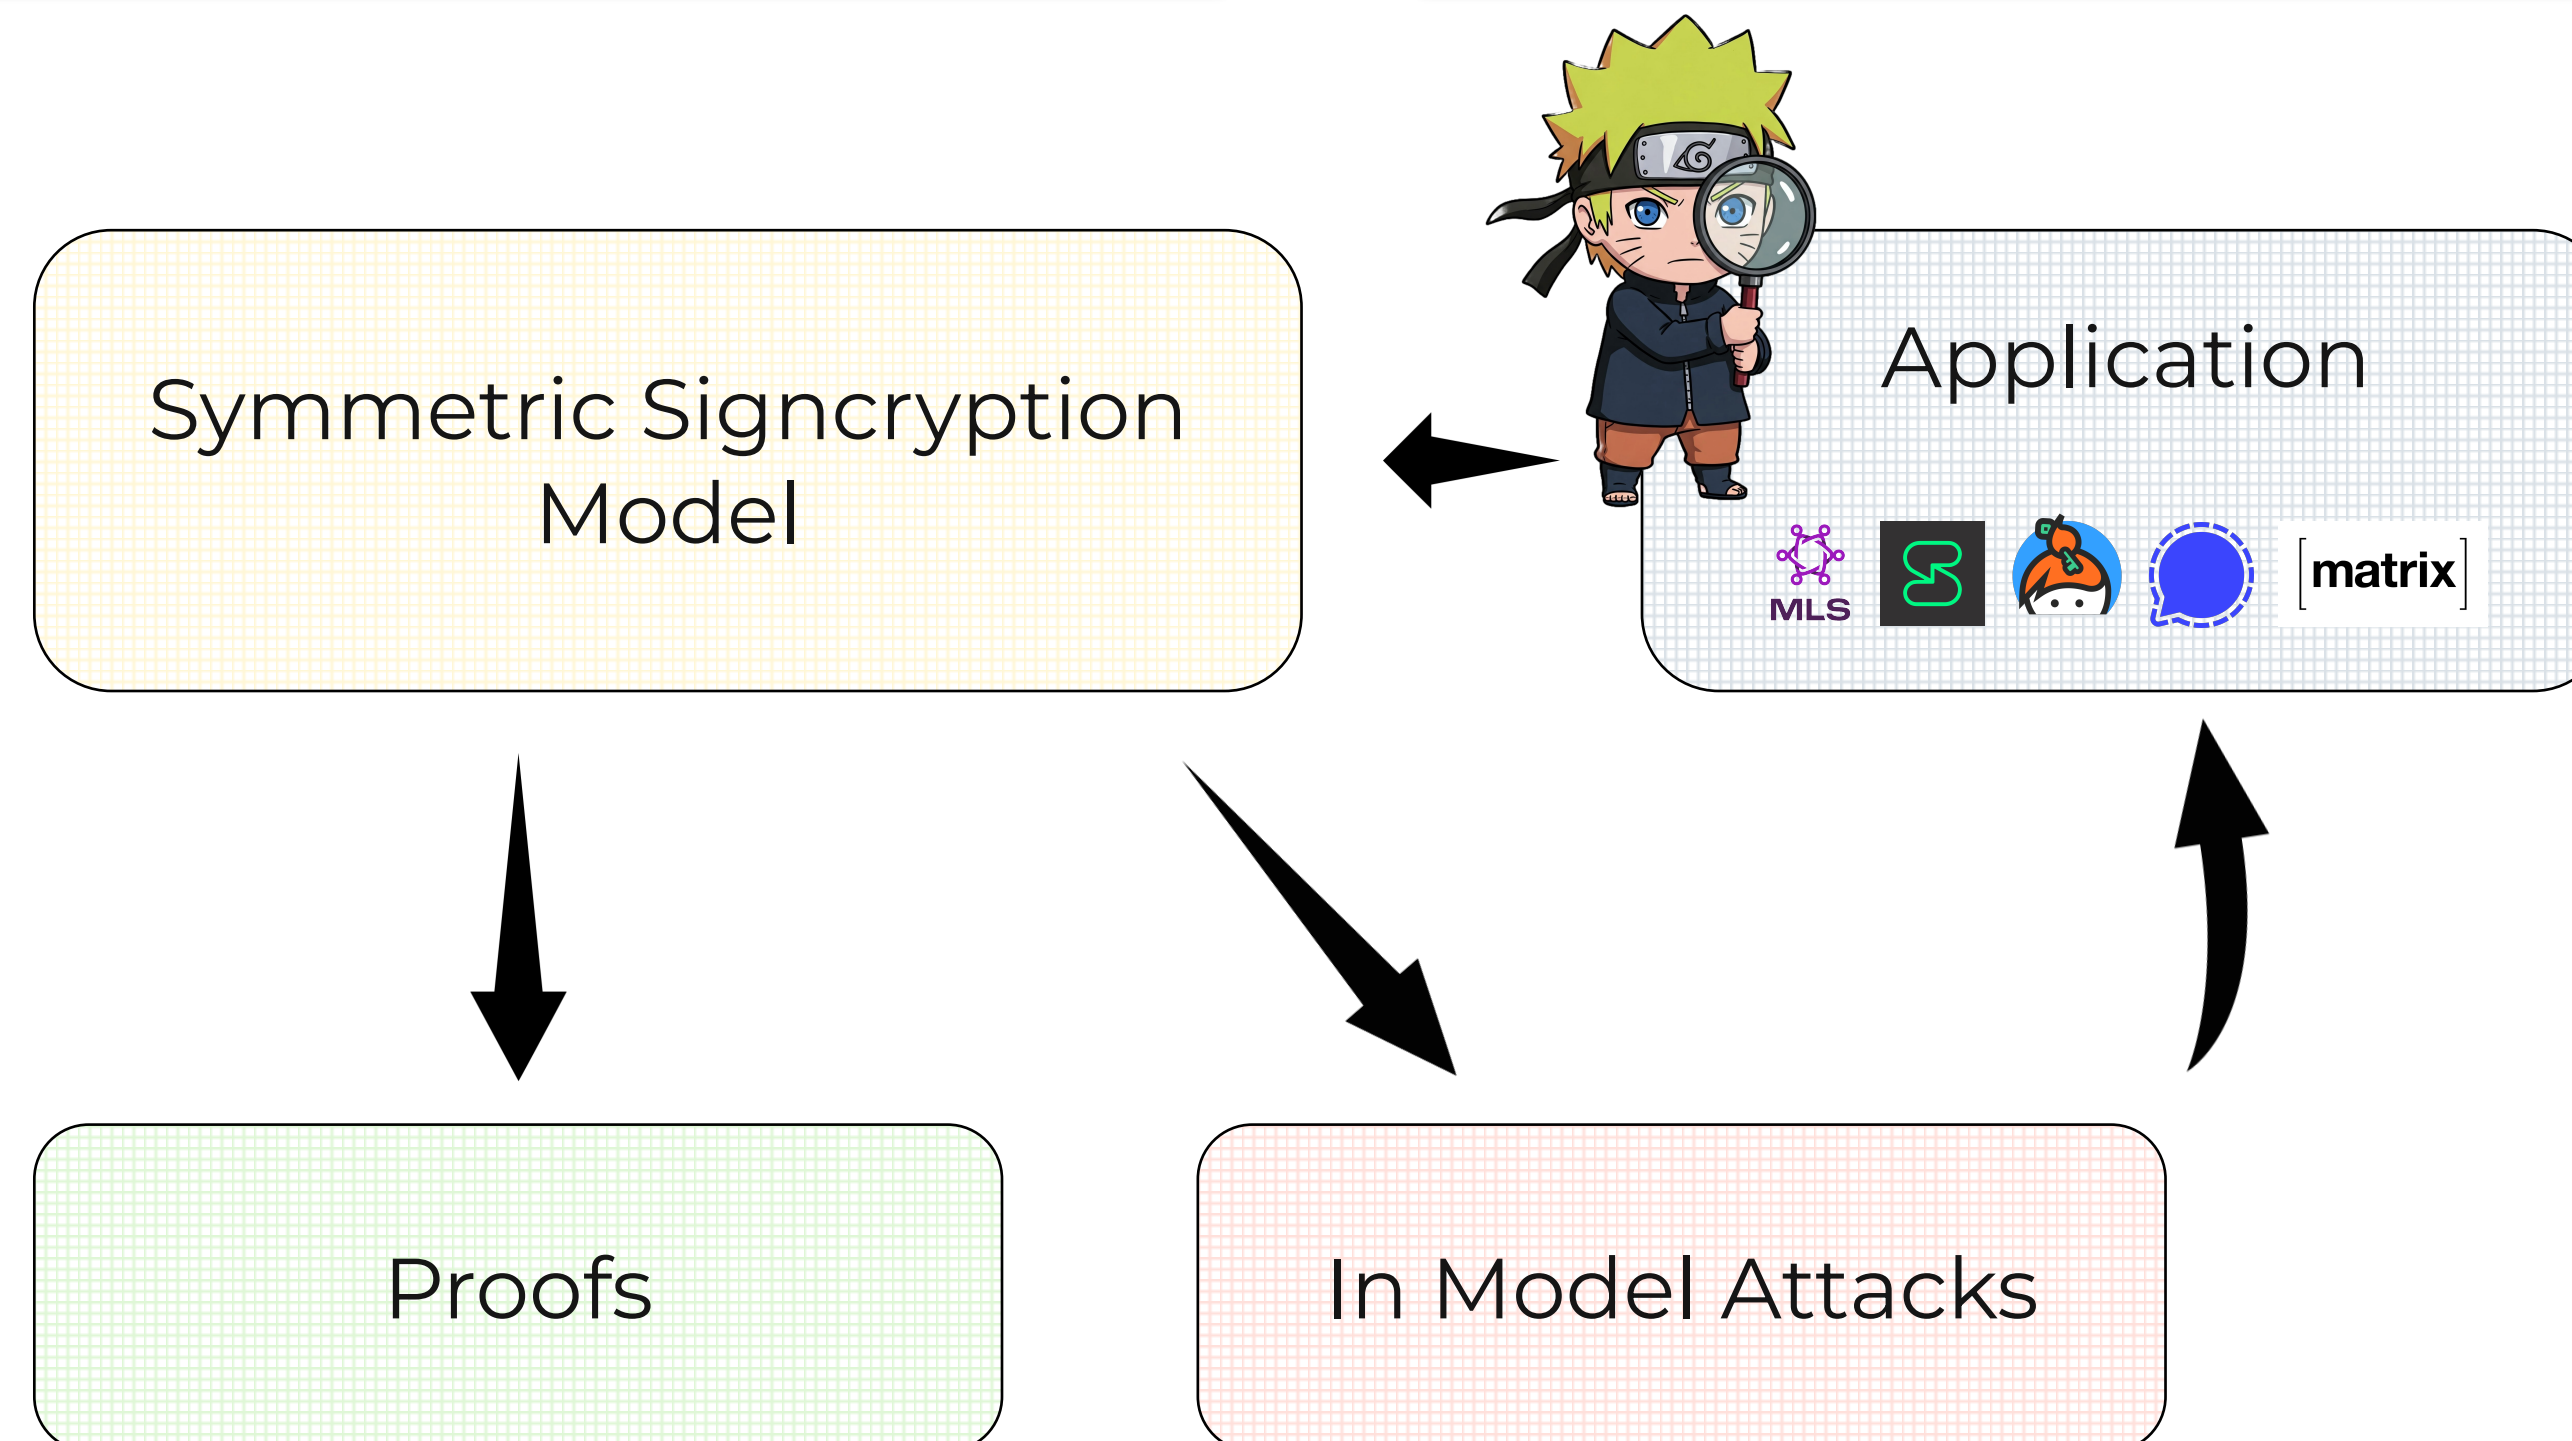 Symmetric Signcryption
Model
Application
MLS
[matrix]
Proofs
In Model Attacks